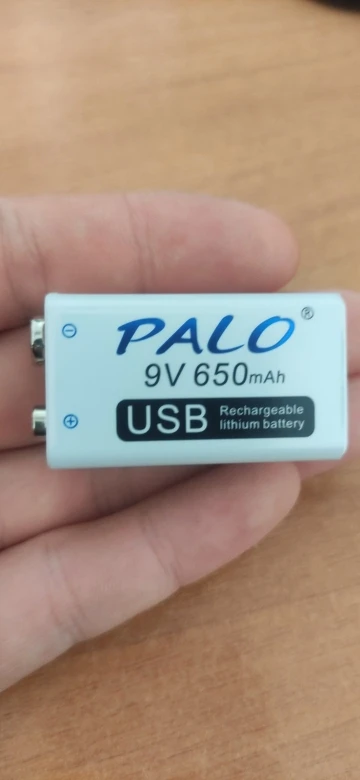 PALO®
9V 650mAh
USB Rechargeable
lithium battery
⊖
⊕